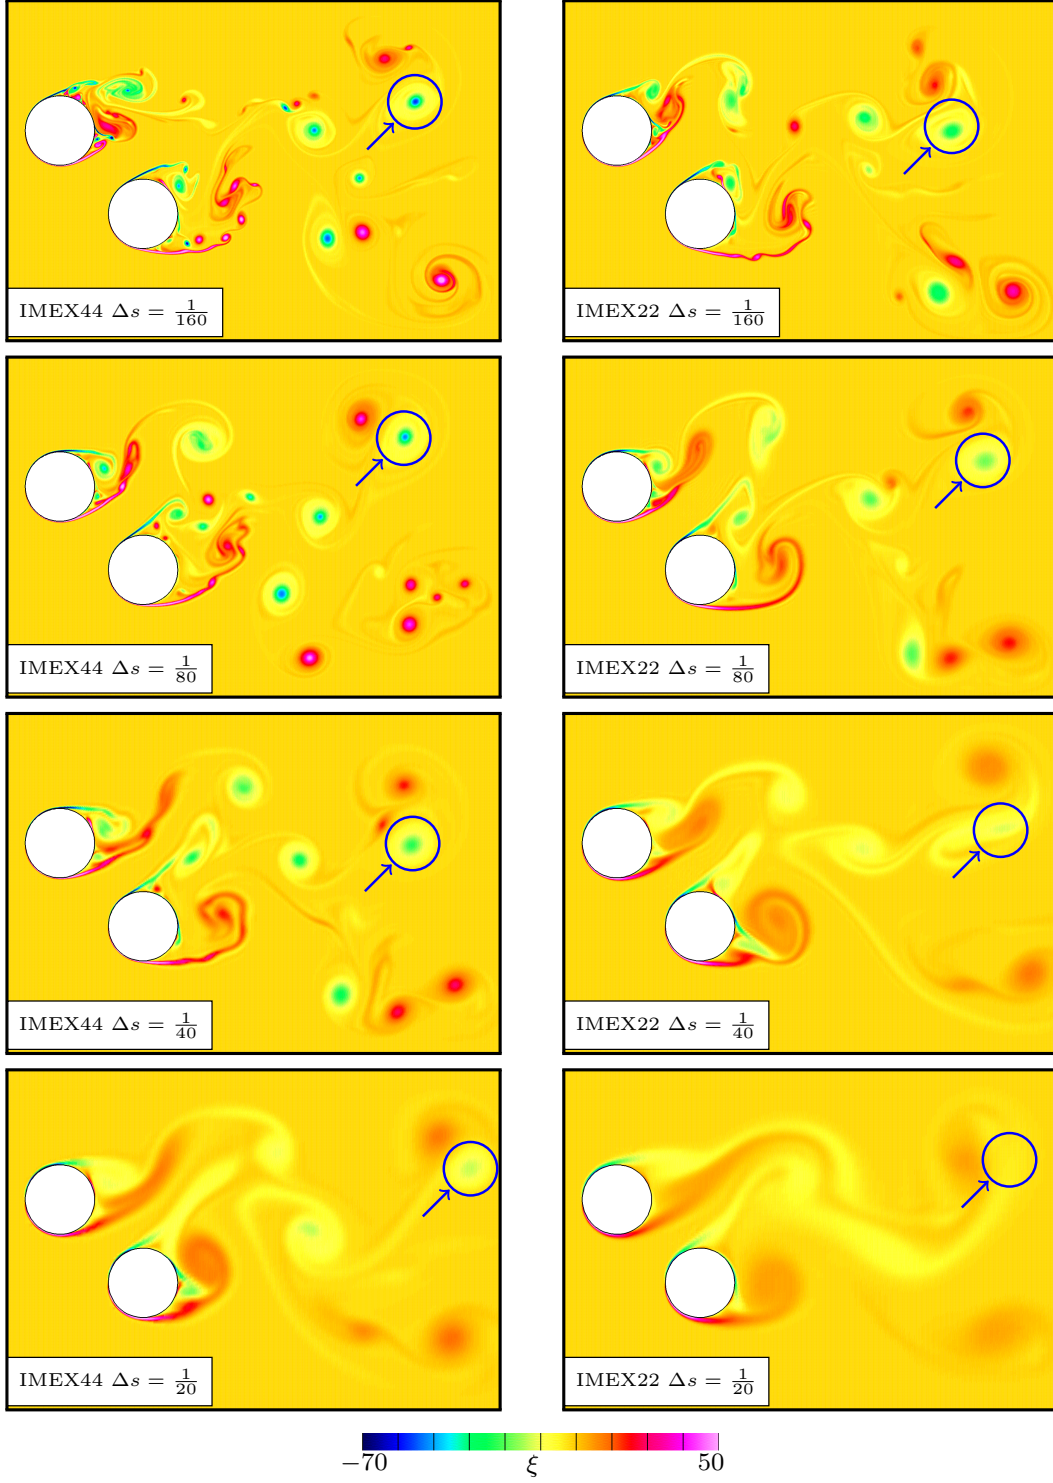 IMEX44 Δs = 1/160
IMEX22 Δs = 1/160
IMEX44 Δs = 1/80
IMEX22 Δs = 1/80
IMEX44 Δs = 1/40
IMEX22 Δs = 1/40
IMEX44 Δs = 1/20
IMEX22 Δs = 1/20
−70 ξ 50